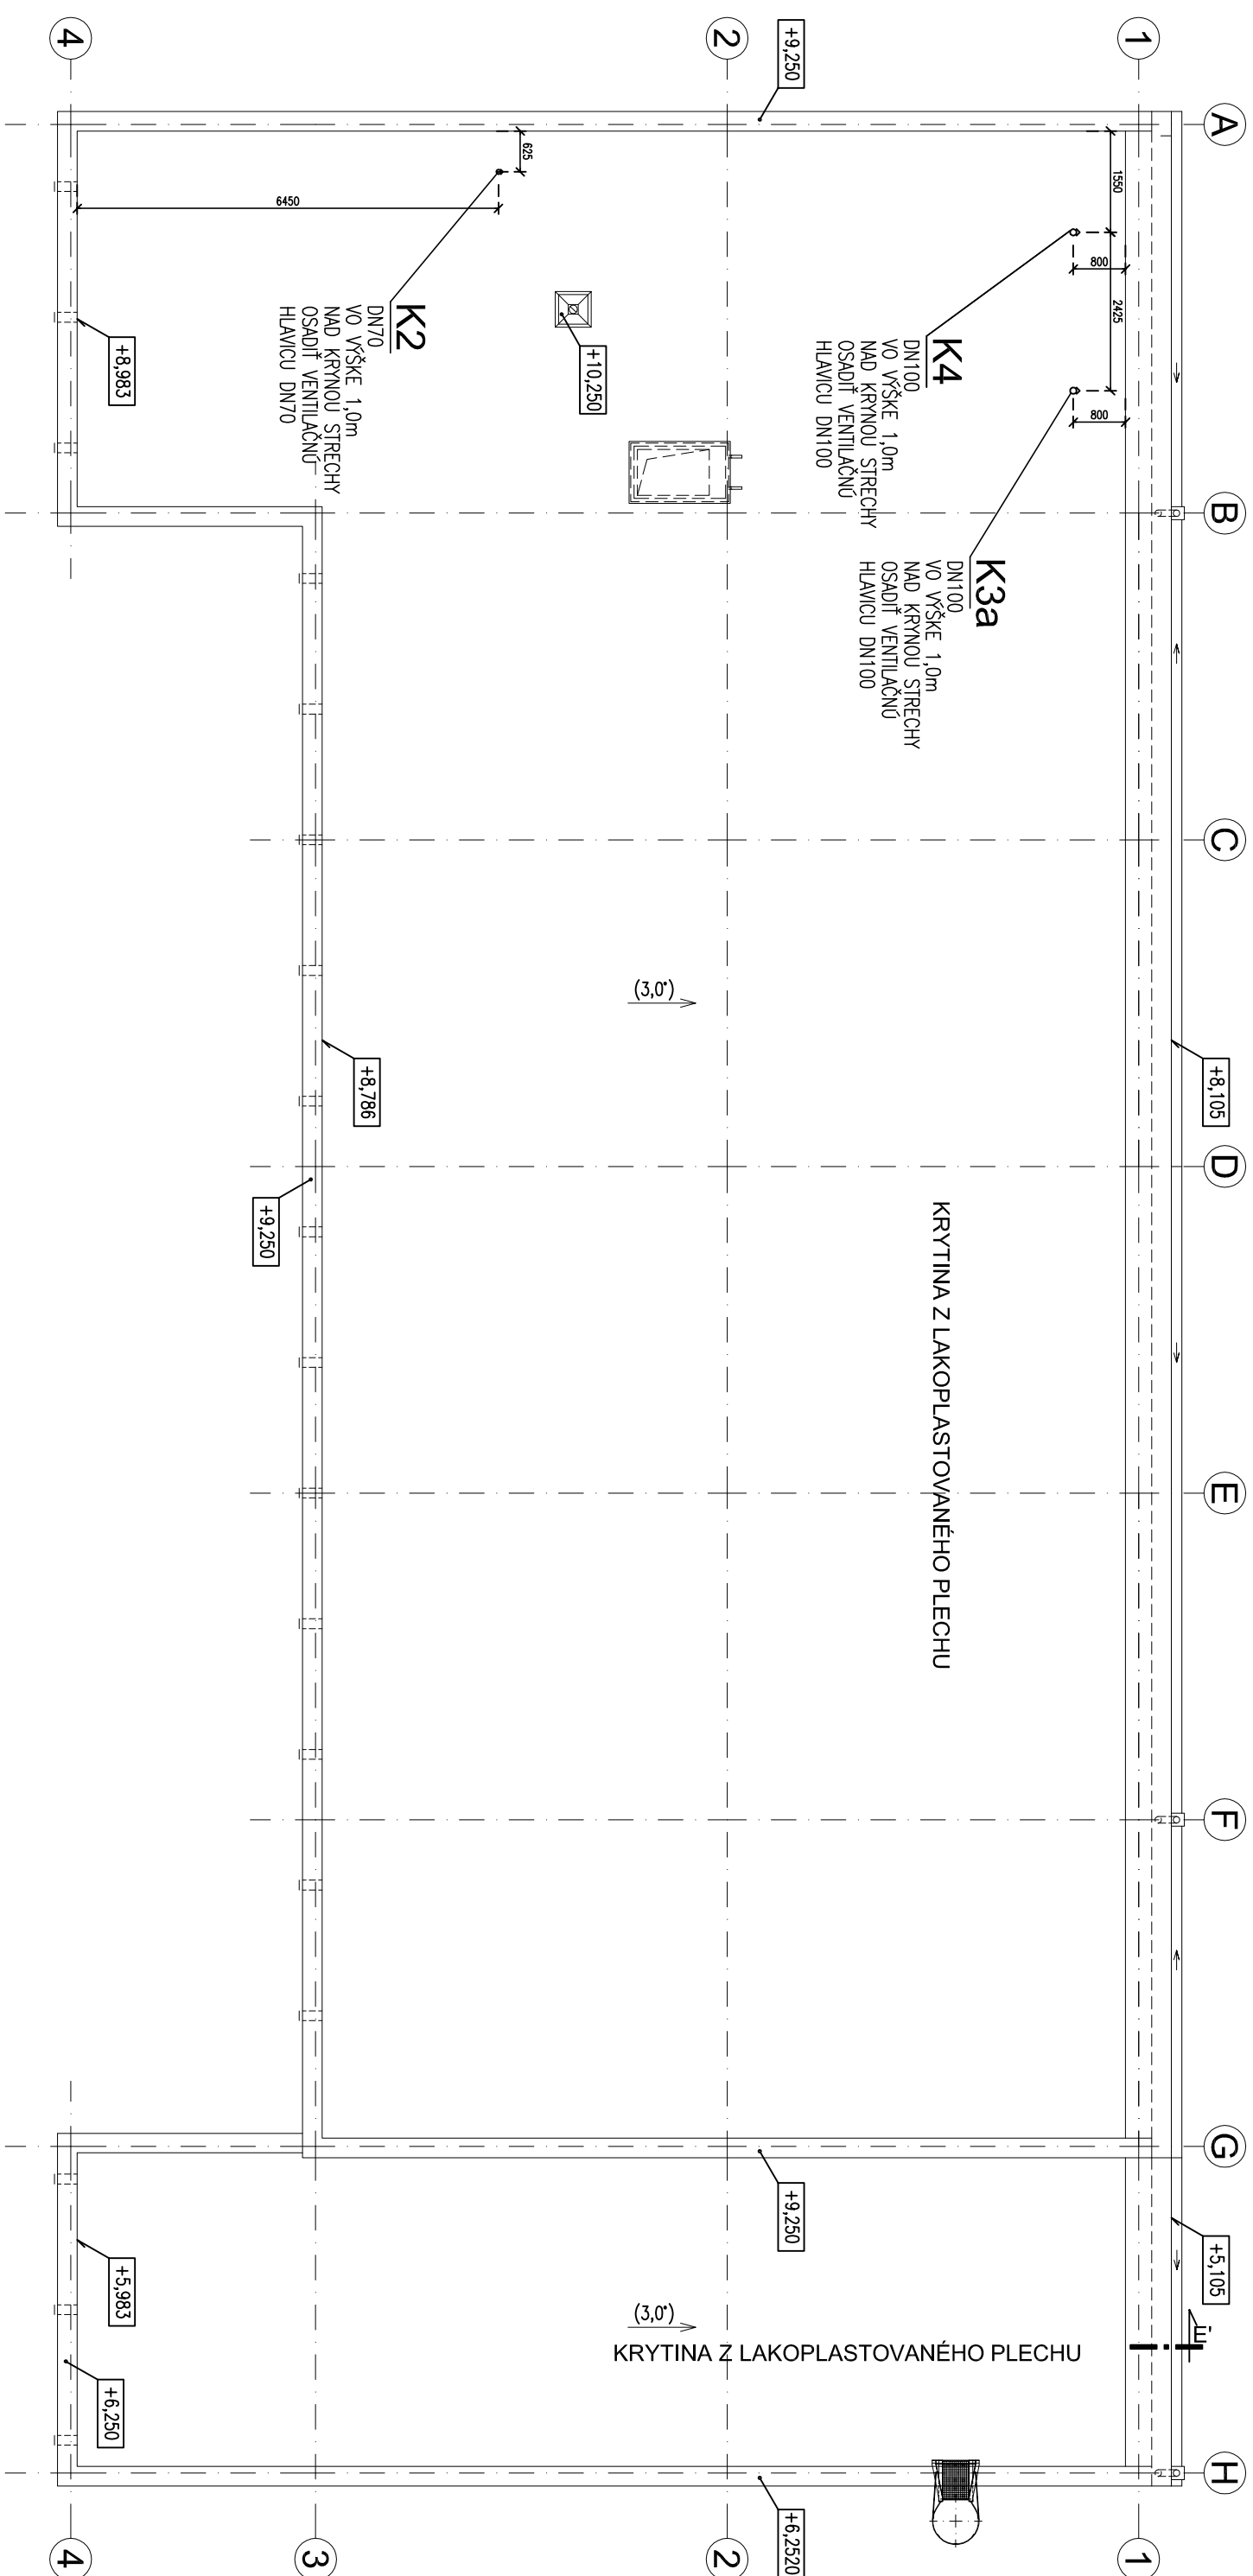 A
B
C
D
E
F
G
H
1
2
4
1
2
3
4
+9,250
1550
2425
800
800
625
6450
K4
DN100
VO VÝŠKE 1,0m
NAD KRYNOU STRECHY
OSADIŤ VENTILAČNÚ
HLAVICU DN100
K3a
DN100
VO VÝŠKE 1,0m
NAD KRYNOU STRECHY
OSADIŤ VENTILAČNÚ
HLAVICU DN100
K2
DN70
VO VÝŠKE 1,0m
NAD KRYNOU STRECHY
OSADIŤ VENTILAČNÚ
HLAVICU DN70
+10,250
+8,983
+8,105
(3,0°)
+8,786
+9,250
KRYTINA Z LAKOPLASTOVANÉHO PLECHU
+9,250
+5,105
E'
(3,0°)
KRYTINA Z LAKOPLASTOVANÉHO PLECHU
+5,983
+6,250
+6,2520